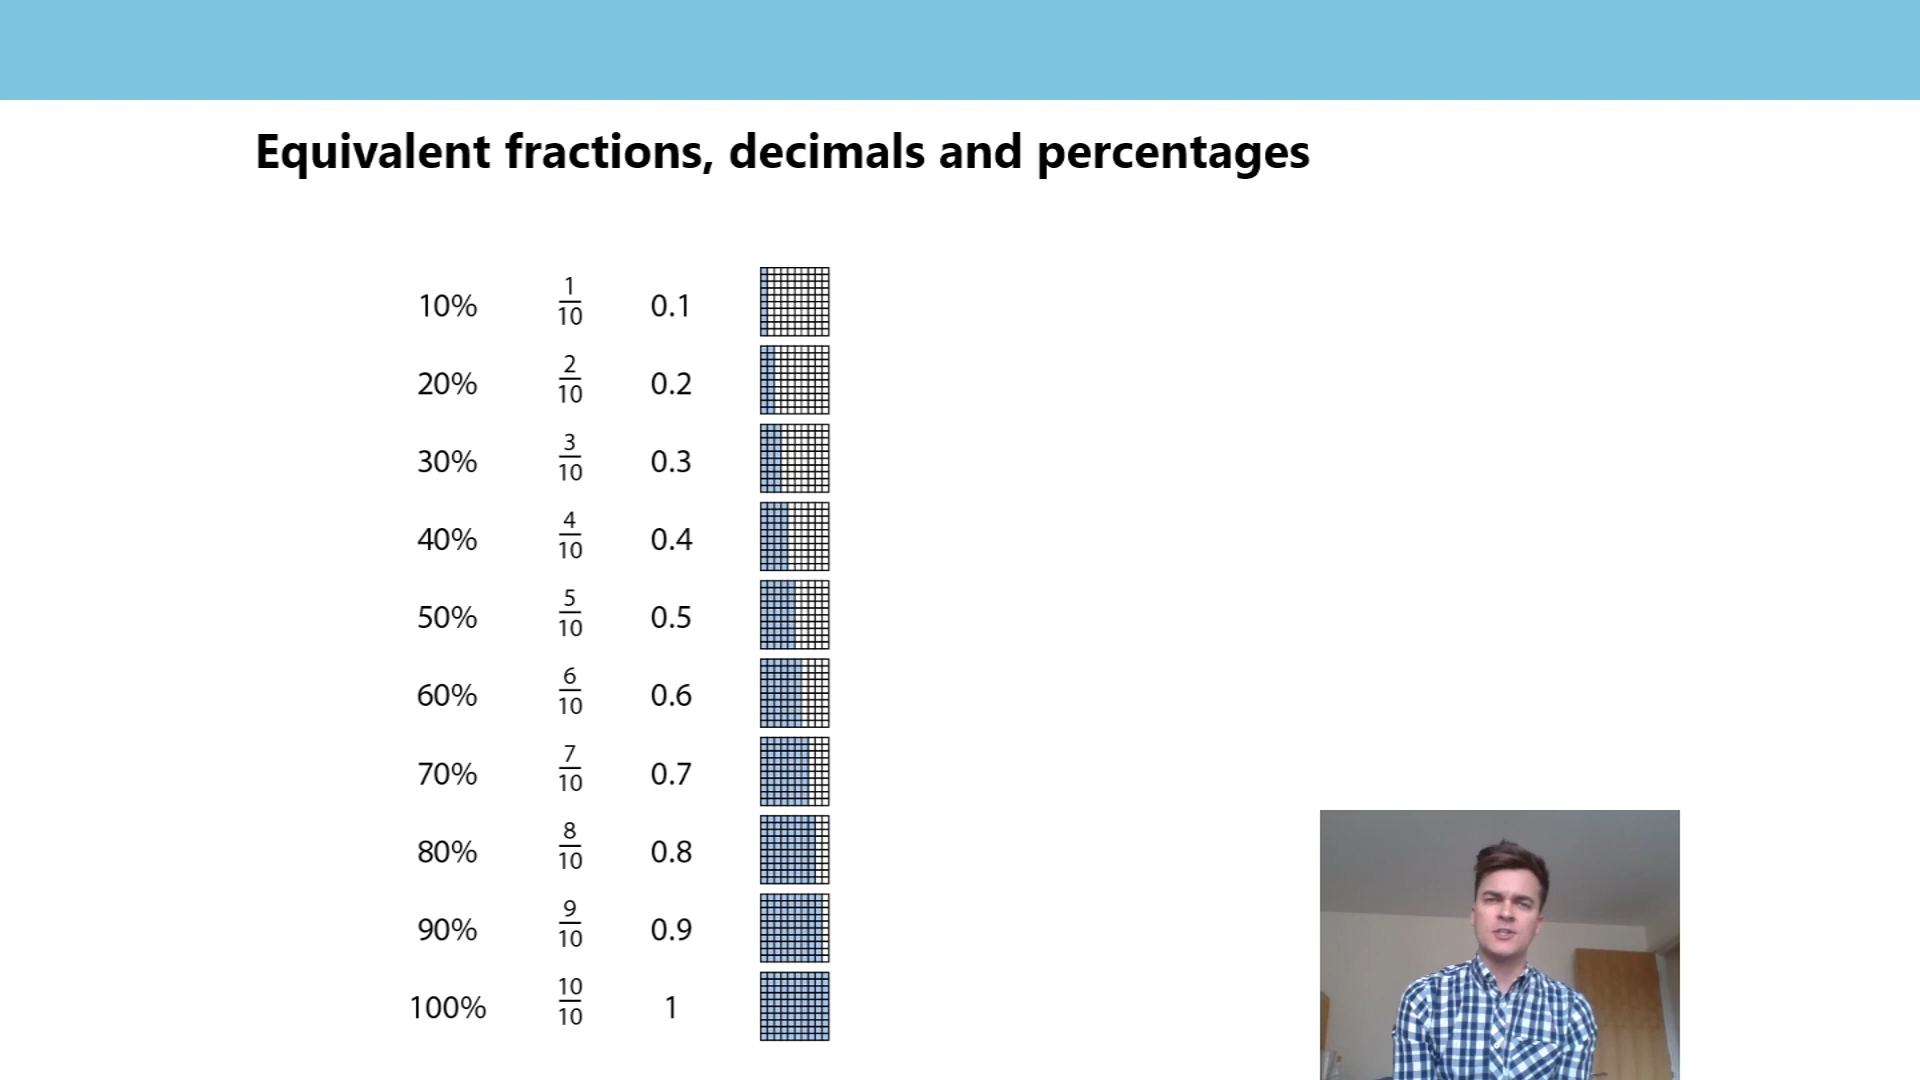 Equivalent fractions, decimals and percentages
10% 1/10 0.1
20% 2/10 0.2
30% 3/10 0.3
40% 4/10 0.4
50% 5/10 0.5
60% 6/10 0.6
70% 7/10 0.7
80% 8/10 0.8
90% 9/10 0.9
100% 10/10 1